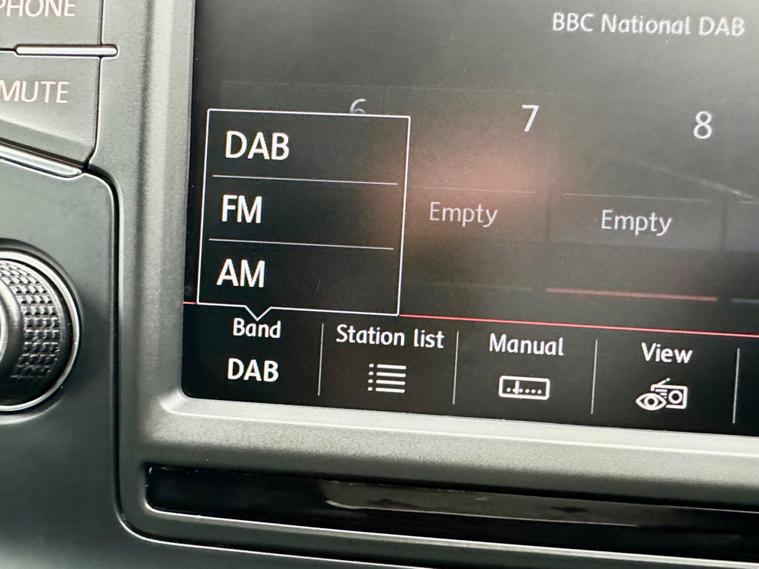 PHONE
BBC National DAB
MUTE
6 7 8
DAB
FM
Empty Empty
AM
Band Station list Manual View
DAB